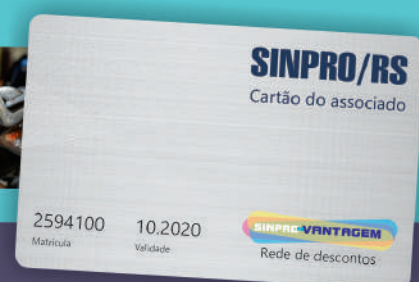 SINPRO/RS
Cartão do associado
2594100 10.2020
Matrícula Validade
SINPRO VANTAGEM
Rede de descontos